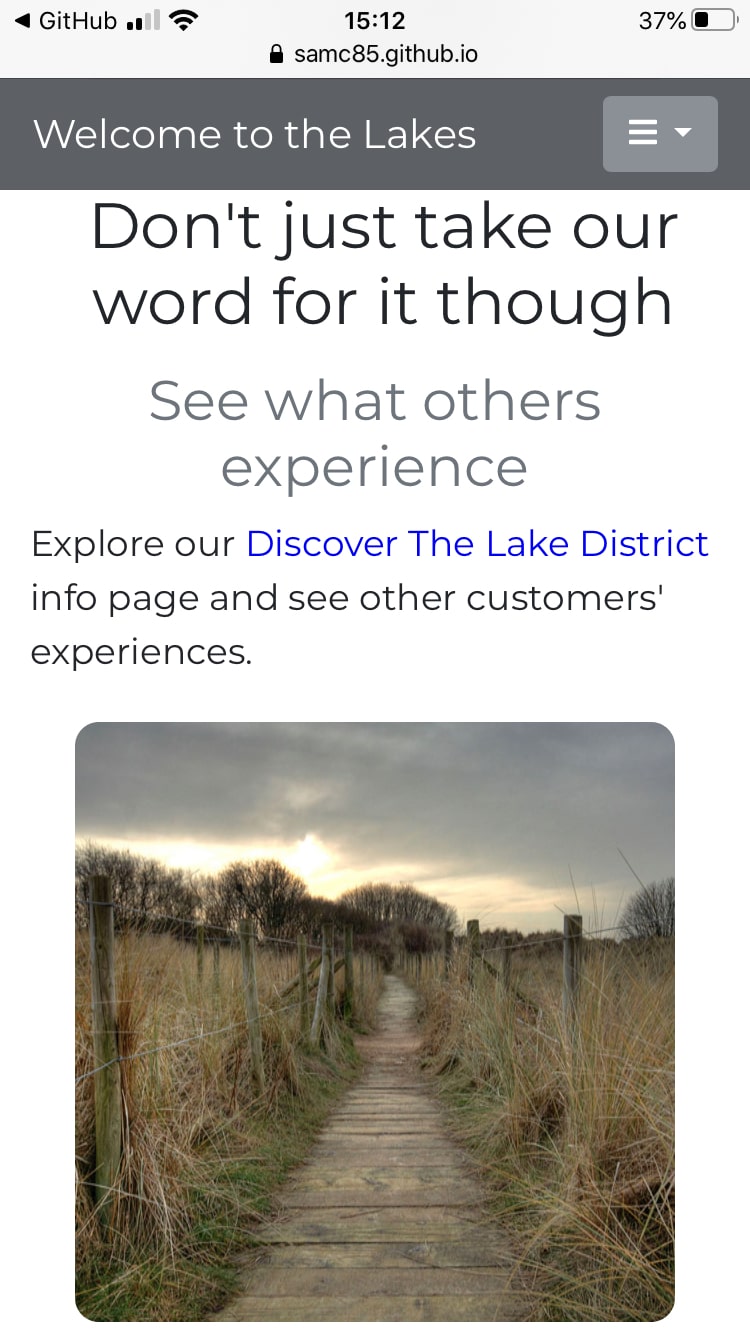 GitHub 15:12 37%
samc85.github.io
Welcome to the Lakes
Don't just take our
word for it though
See what others
experience
Explore our Discover The Lake District
info page and see other customers'
experiences.